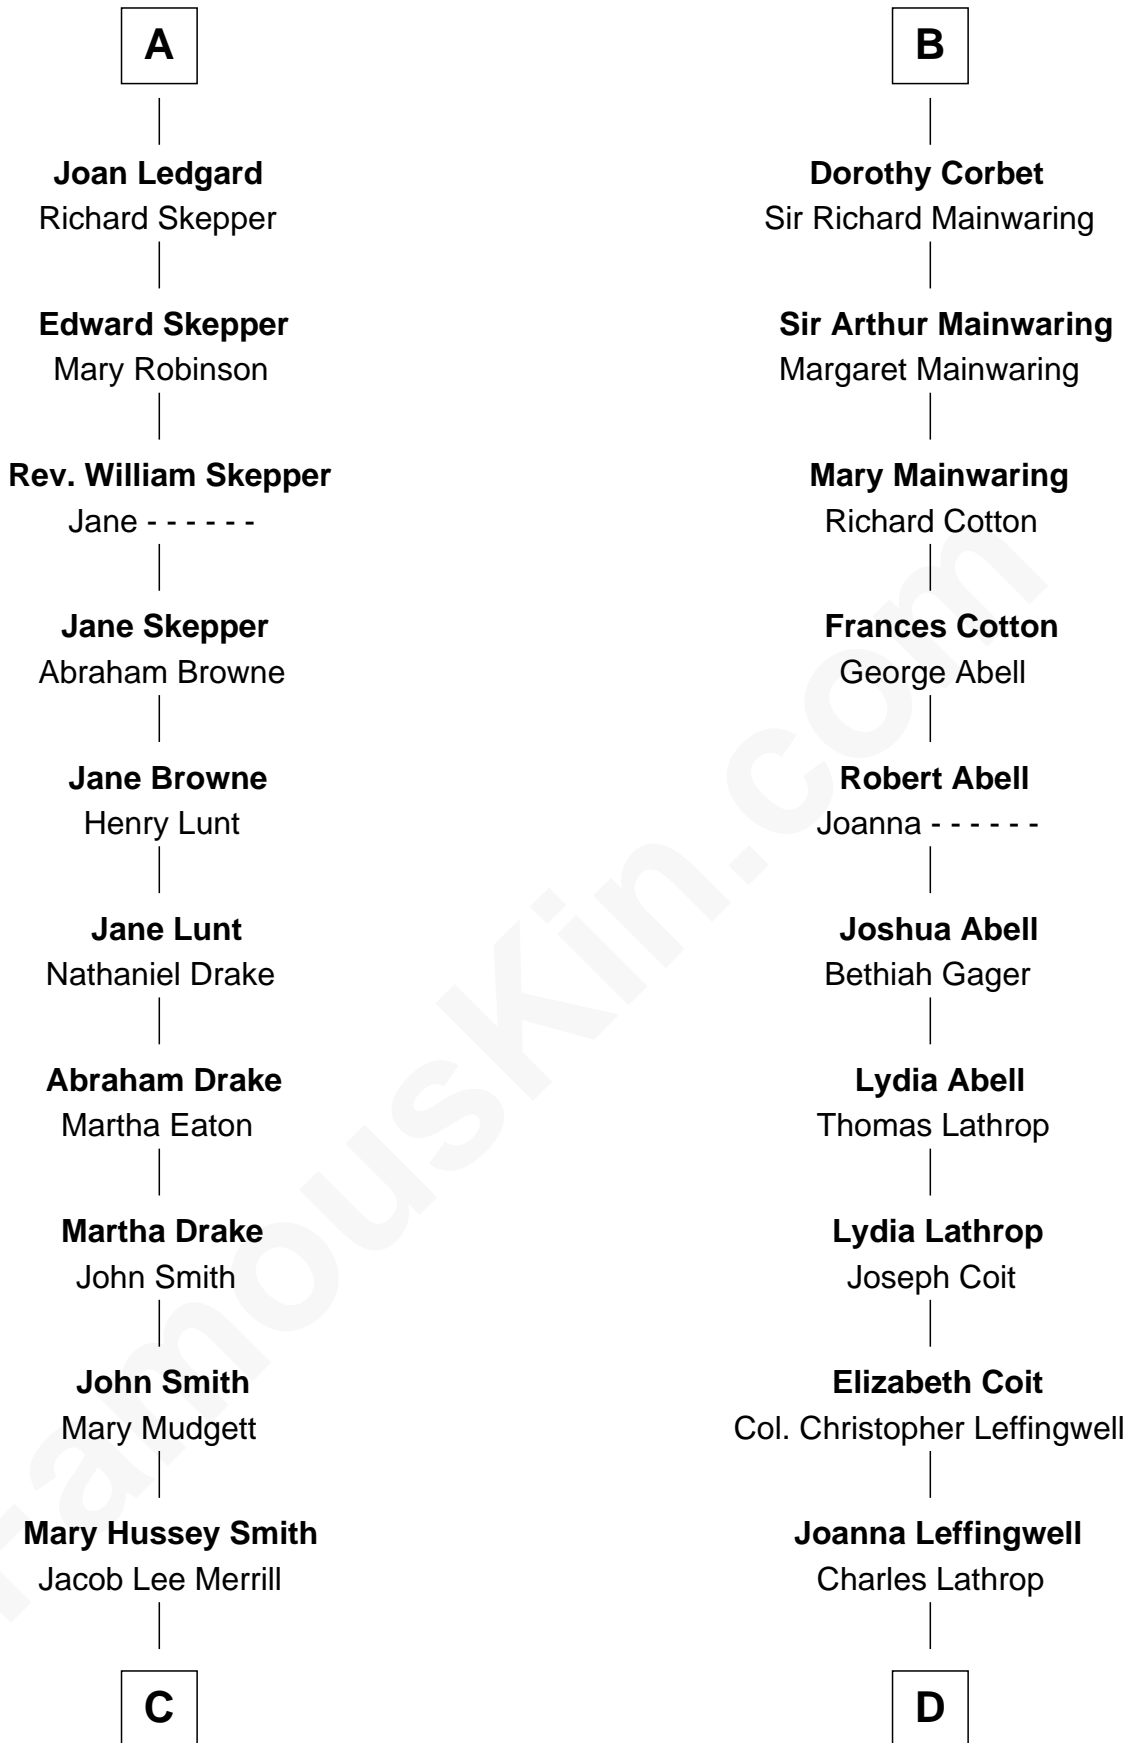 A
Joan Ledgard
Richard Skepper
Edward Skepper
Mary Robinson
Rev. William Skepper
Jane - - - - - -
Jane Skepper
Abraham Browne
Jane Browne
Henry Lunt
Jane Lunt
Nathaniel Drake
Abraham Drake
Martha Eaton
Martha Drake
John Smith
John Smith
Mary Mudgett
Mary Hussey Smith
Jacob Lee Merrill
C
B
Dorothy Corbet
Sir Richard Mainwaring
Sir Arthur Mainwaring
Margaret Mainwaring
Mary Mainwaring
Richard Cotton
Frances Cotton
George Abell
Robert Abell
Joanna - - - - - -
Joshua Abell
Bethiah Gager
Lydia Abell
Thomas Lathrop
Lydia Lathrop
Joseph Coit
Elizabeth Coit
Col. Christopher Leffingwell
Joanna Leffingwell
Charles Lathrop
D
FamousKin.com